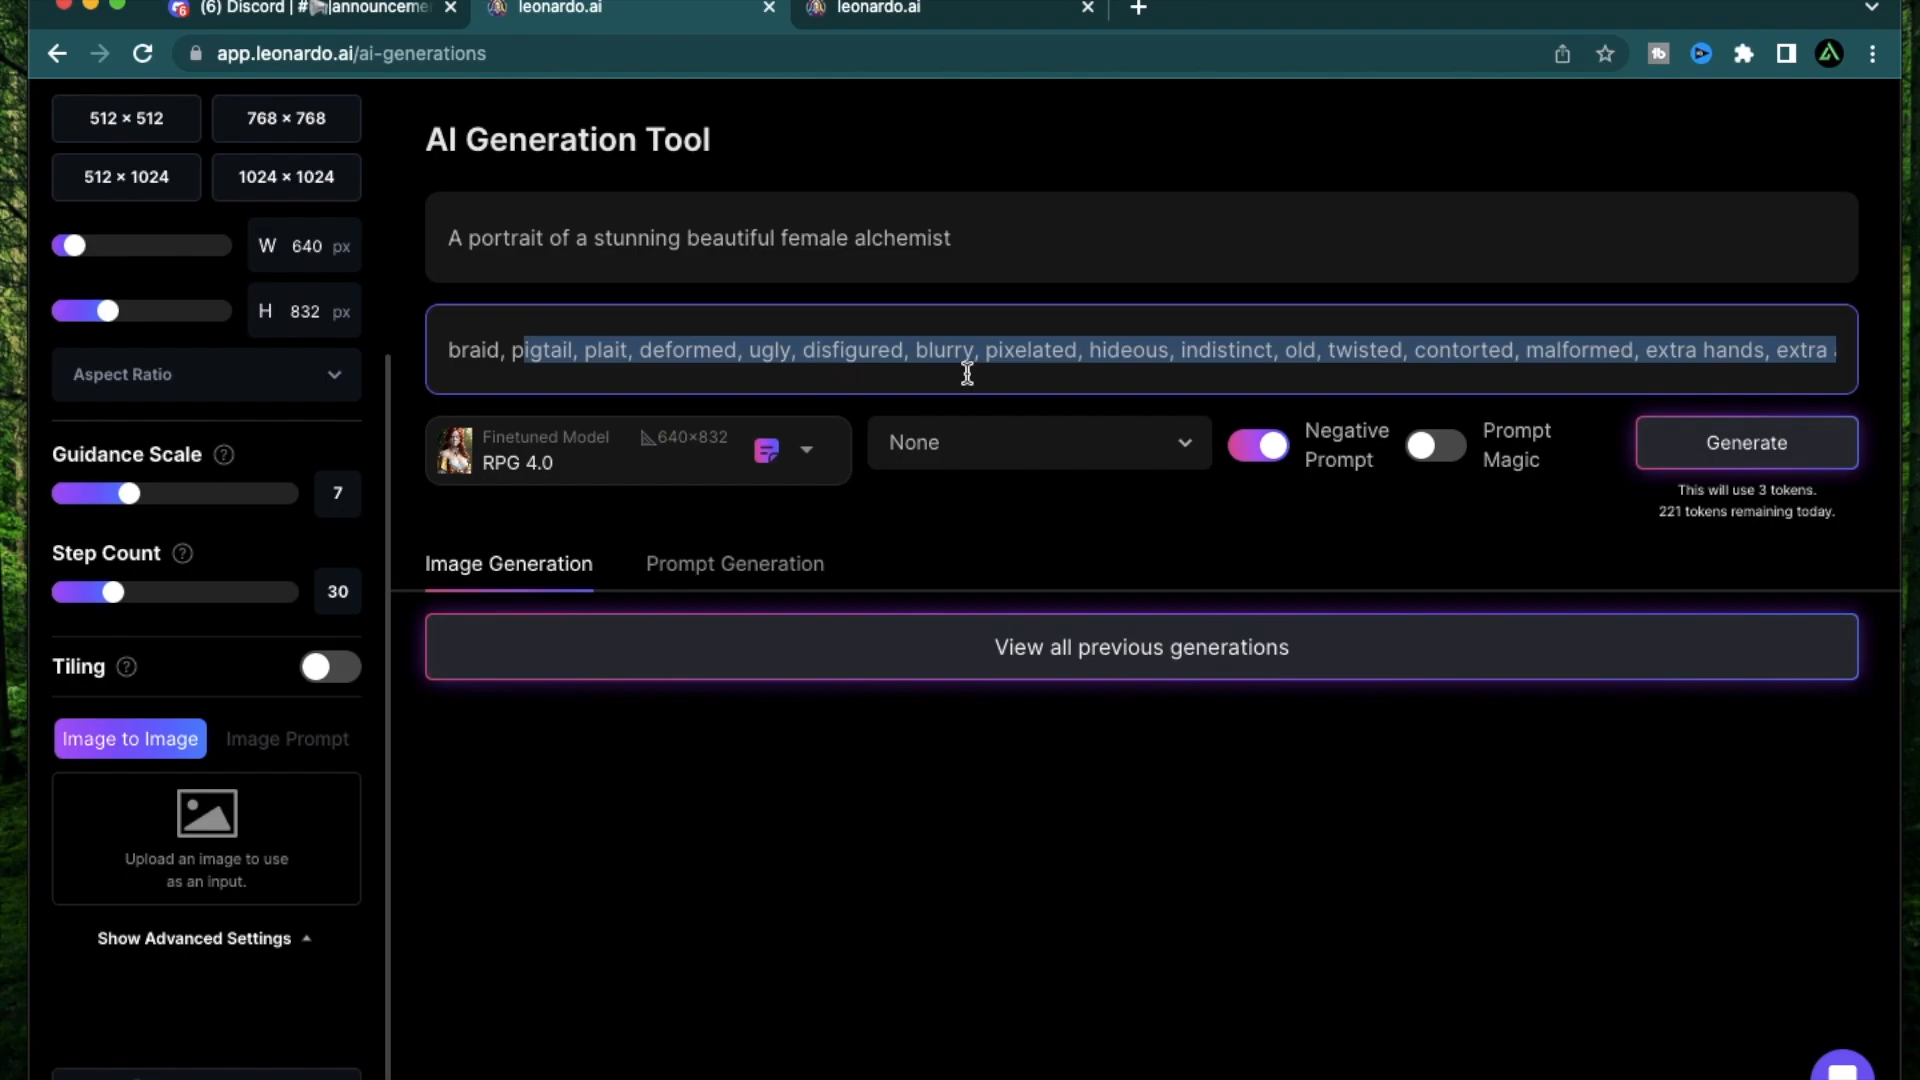 (6) Discord | #|announcemen
leonardo.ai
leonardo.ai
app.leonardo.ai/ai-generations
512 × 512
768 × 768
512 × 1024
1024 × 1024
W 640 px
H 832 px
Aspect Ratio
Guidance Scale
7
Step Count
30
Tiling
Image to Image
Image Prompt
Upload an image to use
as an input.
Show Advanced Settings
AI Generation Tool
A portrait of a stunning beautiful female alchemist
braid, pigtail, plait, deformed, ugly, disfigured, blurry, pixelated, hideous, indistinct, old, twisted, contorted, malformed, extra hands, extra
Finetuned Model
640×832
RPG 4.0
None
Negative
Prompt
Prompt
Magic
Generate
This will use 3 tokens.
221 tokens remaining today.
Image Generation
Prompt Generation
View all previous generations